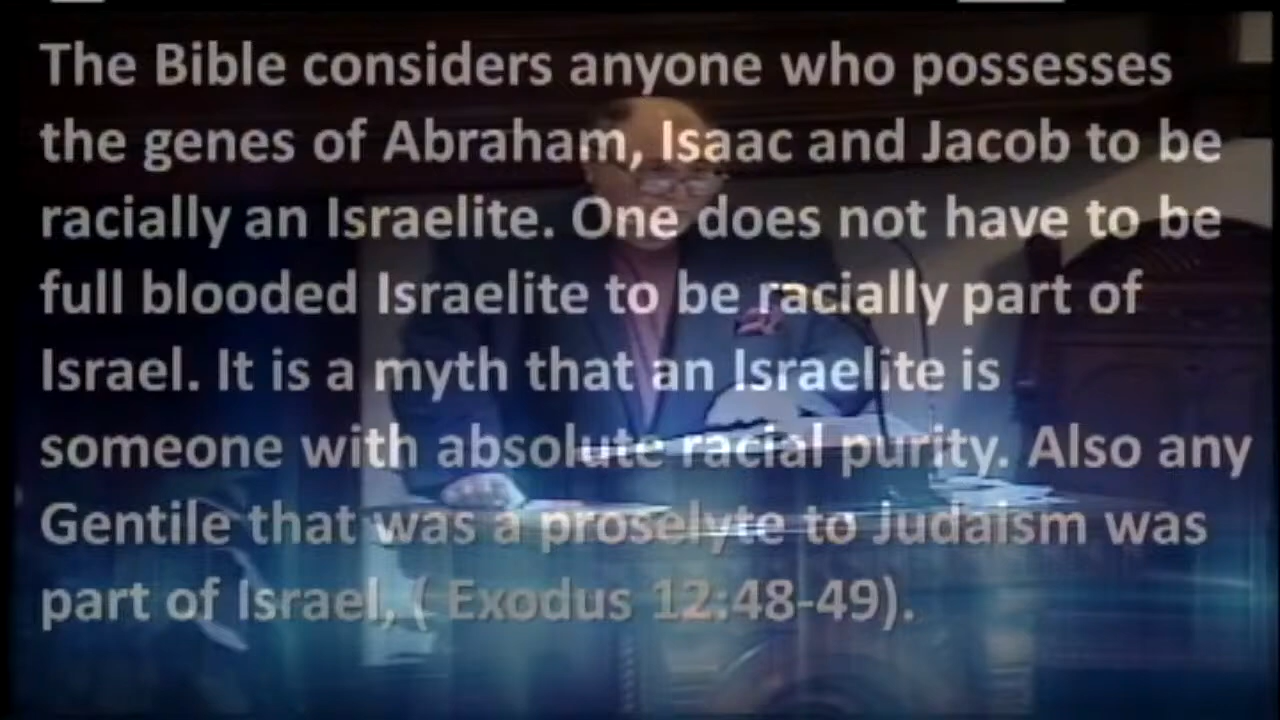 The Bible considers anyone who possesses
the genes of Abraham, Isaac and Jacob to be
racially an Israelite. One does not have to be
full blooded Israelite to be racially part of
Israel. It is a myth that an Israelite is
someone with absolute racial purity. Also any
Gentile that was a proselyte to Judaism was
part of Israel, ( Exodus 12:48-49).